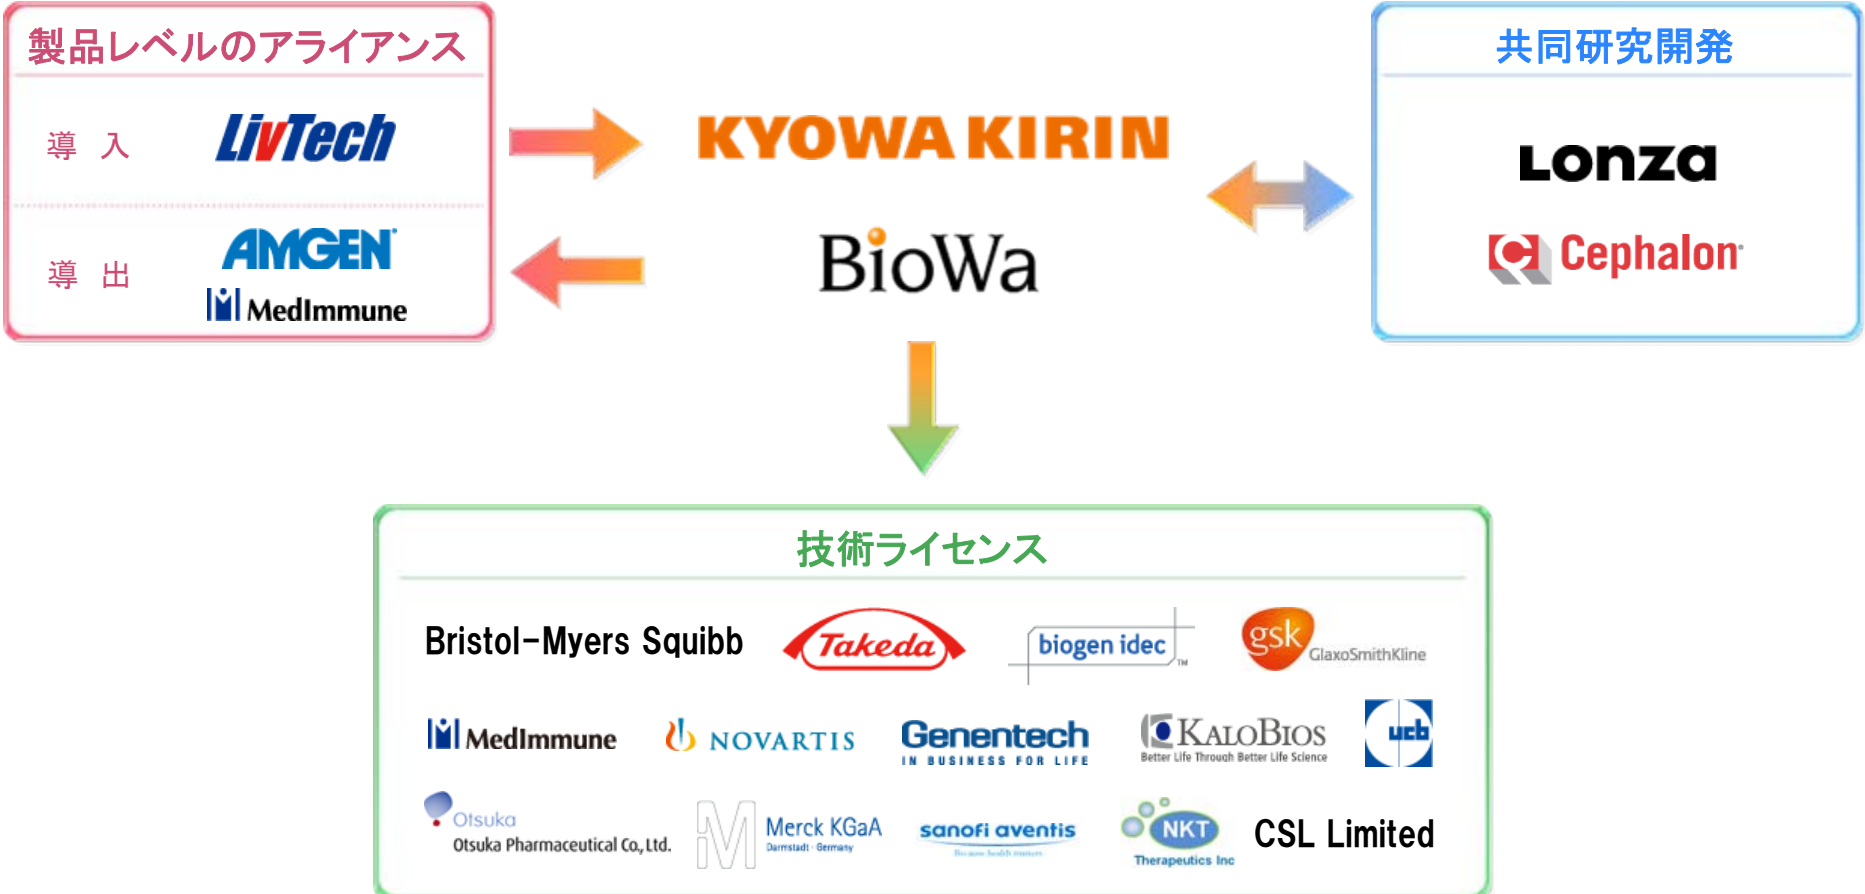 製品レベルのアライアンス
導入
LivTech
導出
AMGEN
MedImmune
KYOWA KIRIN
BioWa
共同研究開発
Lonza
Cephalon
技術ライセンス
Bristol-Myers Squibb
Takeda
biogen idec
TM
gsk
GlaxoSmithKline
MedImmune
NOVARTIS
Genentech
IN BUSINESS FOR LIFE
KALOBIOS
Better Life Through Better Life Science
ucb
Otsuka
Otsuka Pharmaceutical Co., Ltd.
M
Merck KGaA
Darmstadt · Germany
sanofi aventis
Because health matters
NKT
Therapeutics Inc
CSL Limited